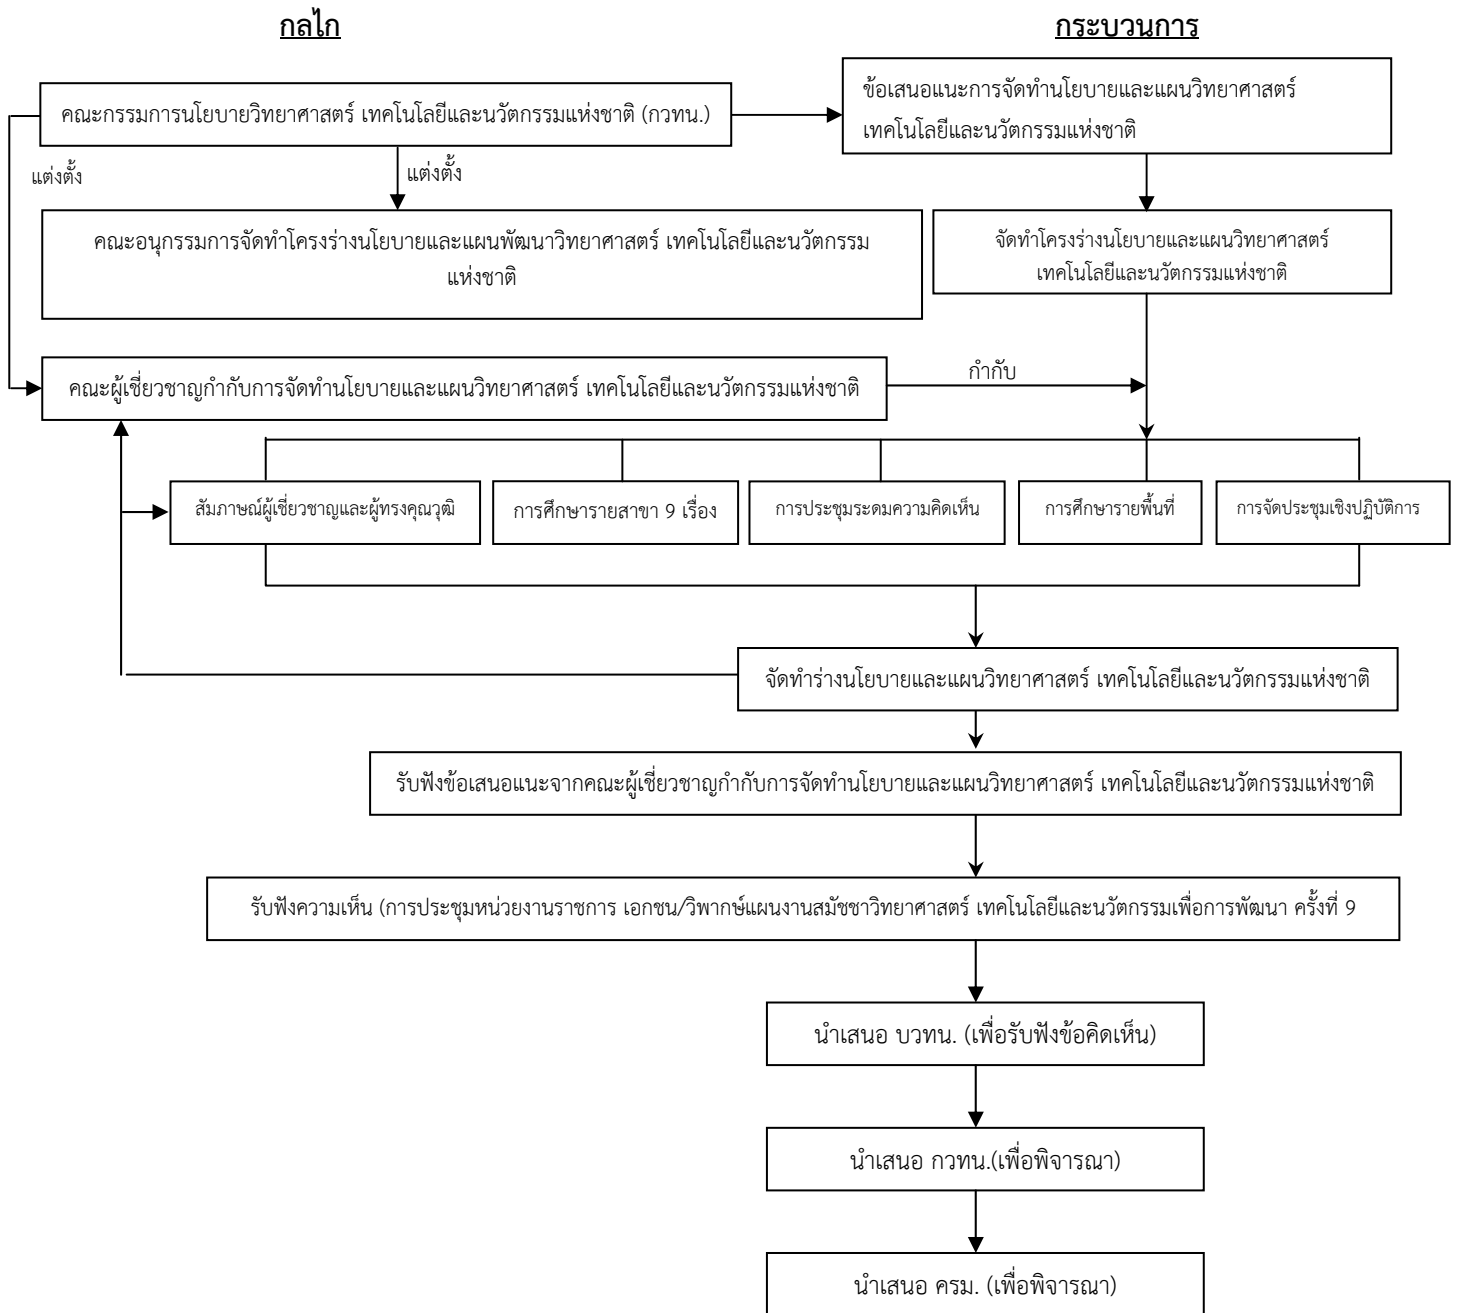 กลไก
กระบวนการ
คณะกรรมการนโยบายวิทยาศาสตร์ เทคโนโลยีและนวัตกรรมแห่งชาติ (กวทน.)
ข้อเสนอแนะการจัดทำนโยบายและแผนวิทยาศาสตร์
เทคโนโลยีและนวัตกรรมแห่งชาติ
แต่งตั้ง
แต่งตั้ง
คณะอนุกรรมการจัดทำโครงร่างนโยบายและแผนพัฒนาวิทยาศาสตร์ เทคโนโลยีและนวัตกรรม
แห่งชาติ
จัดทำโครงร่างนโยบายและแผนวิทยาศาสตร์
เทคโนโลยีและนวัตกรรมแห่งชาติ
คณะผู้เชี่ยวชาญกำกับการจัดทำนโยบายและแผนวิทยาศาสตร์ เทคโนโลยีและนวัตกรรมแห่งชาติ
กำกับ
สัมภาษณ์ผู้เชี่ยวชาญและผู้ทรงคุณวุฒิ
การศึกษารายสาขา 9 เรื่อง
การประชุมระดมความคิดเห็น
การศึกษารายพื้นที่
การจัดประชุมเชิงปฏิบัติการ
จัดทำร่างนโยบายและแผนวิทยาศาสตร์ เทคโนโลยีและนวัตกรรมแห่งชาติ
รับฟังข้อเสนอแนะจากคณะผู้เชี่ยวชาญกำกับการจัดทำนโยบายและแผนวิทยาศาสตร์ เทคโนโลยีและนวัตกรรมแห่งชาติ
รับฟังความเห็น (การประชุมหน่วยงานราชการ เอกชน/วิพากษ์แผนงานสมัชชาวิทยาศาสตร์ เทคโนโลยีและนวัตกรรมเพื่อการพัฒนา ครั้งที่ 9
นำเสนอ บวทน. (เพื่อรับฟังข้อคิดเห็น)
นำเสนอ กวทน.(เพื่อพิจารณา)
นำเสนอ ครม. (เพื่อพิจารณา)